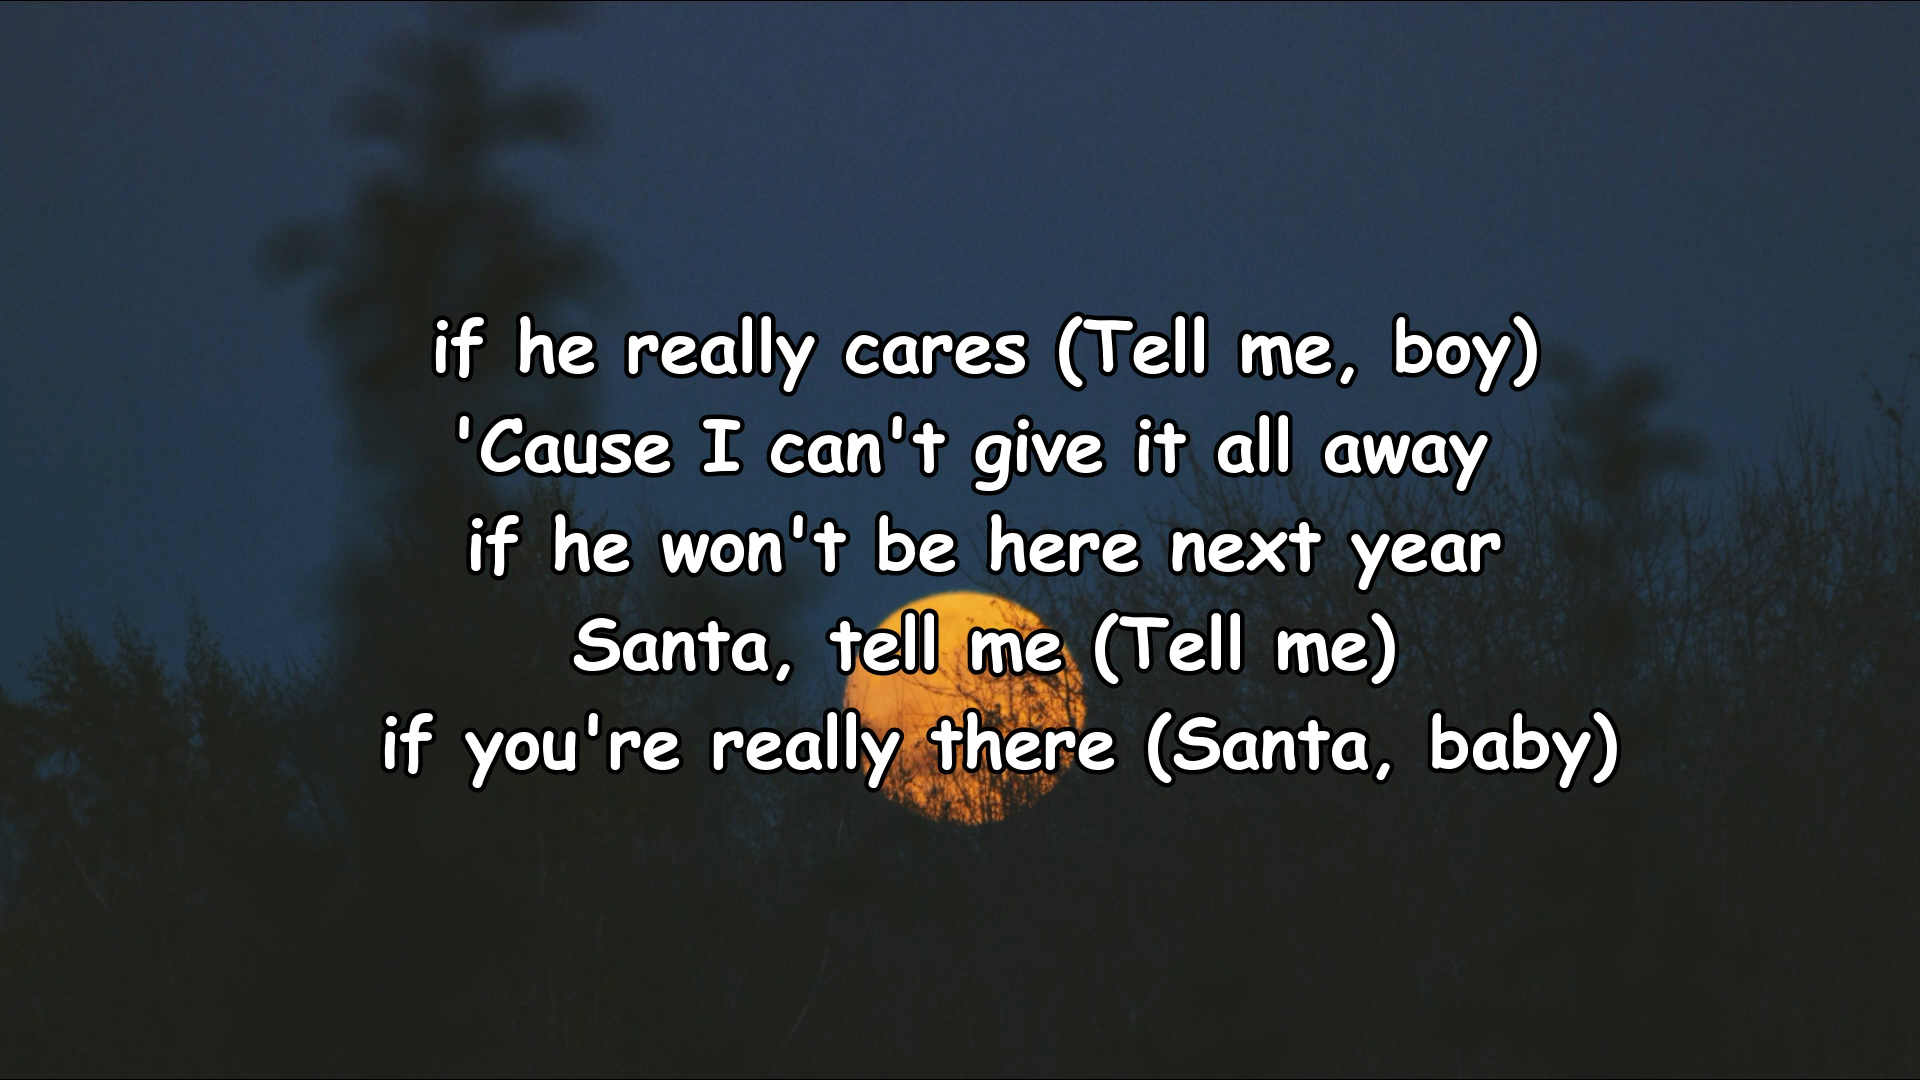 if he really cares (Tell me, boy)
'Cause I can't give it all away
if he won't be here next year
Santa, tell me (Tell me)
if you're really there (Santa, baby)